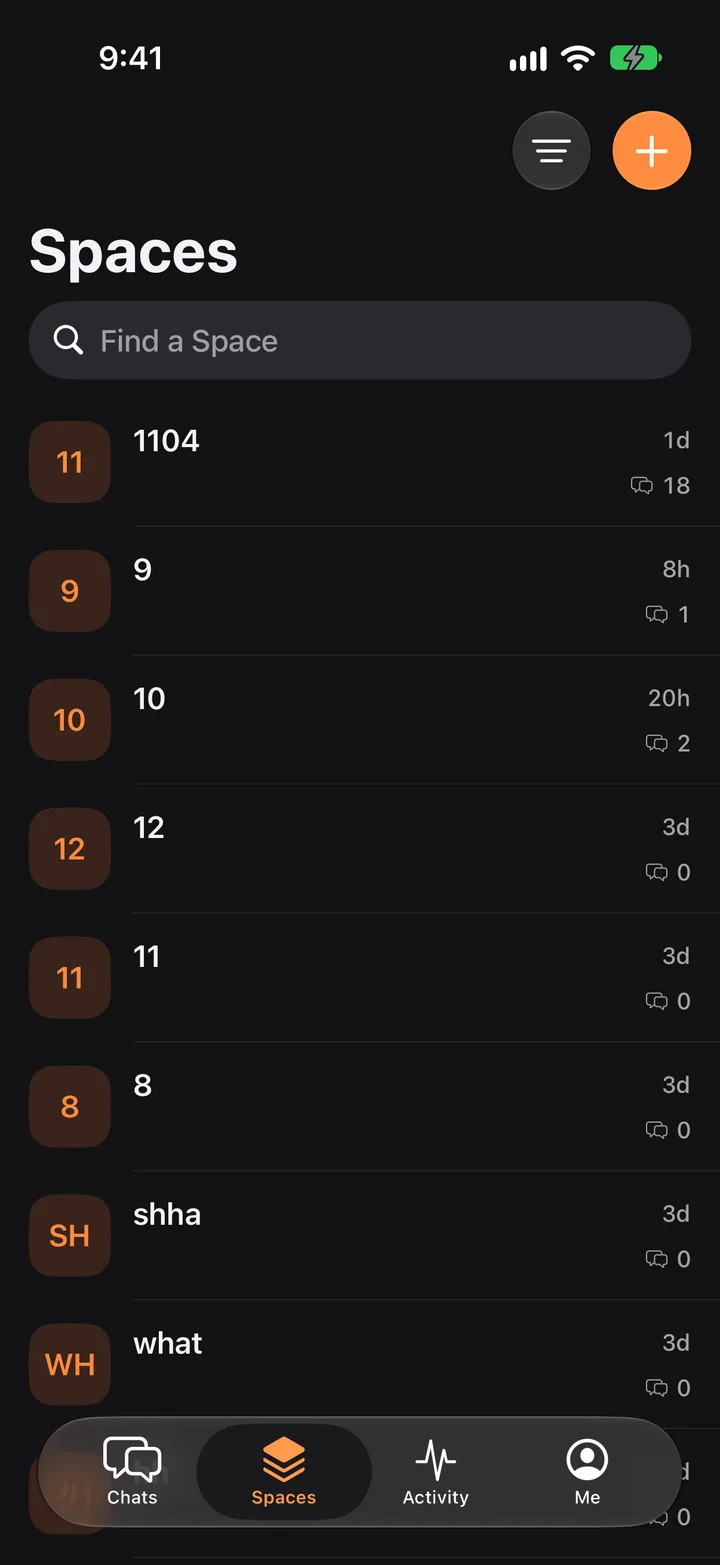 9:41
Spaces
Find a Space
11 1104 1d
18
9 9 8h
1
10 10 20h
2
12 12 3d
0
11 11 3d
0
8 8 3d
0
SH shha 3d
0
WH what 3d
0
0
Chats Spaces Activity Me